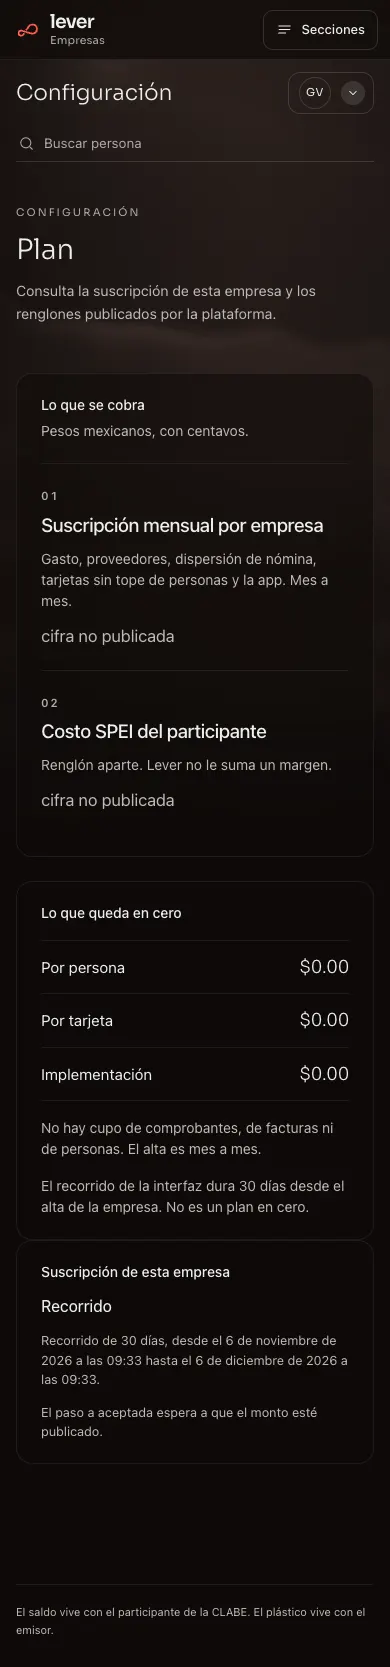 lever
Empresas
Secciones
Configuración
GV
Buscar persona
CONFIGURACIÓN
Plan
Consulta la suscripción de esta empresa y los
renglones publicados por la plataforma.
Lo que se cobra
Pesos mexicanos, con centavos.
01
Suscripción mensual por empresa
Gasto, proveedores, dispersión de nómina,
tarjetas sin tope de personas y la app. Mes a
mes.
cifra no publicada
02
Costo SPEI del participante
Renglón aparte. Lever no le suma un margen.
cifra no publicada
Lo que queda en cero
Por persona $0.00
Por tarjeta $0.00
Implementación $0.00
No hay cupo de comprobantes, de facturas ni
de personas. El alta es mes a mes.
El recorrido de la interfaz dura 30 días desde el
alta de la empresa. No es un plan en cero.
Suscripción de esta empresa
Recorrido
Recorrido de 30 días, desde el 6 de noviembre de
2026 a las 09:33 hasta el 6 de diciembre de 2026 a
las 09:33.
El paso a aceptada espera a que el monto esté
publicado.
El saldo vive con el participante de la CLABE. El plástico vive con el
emisor.